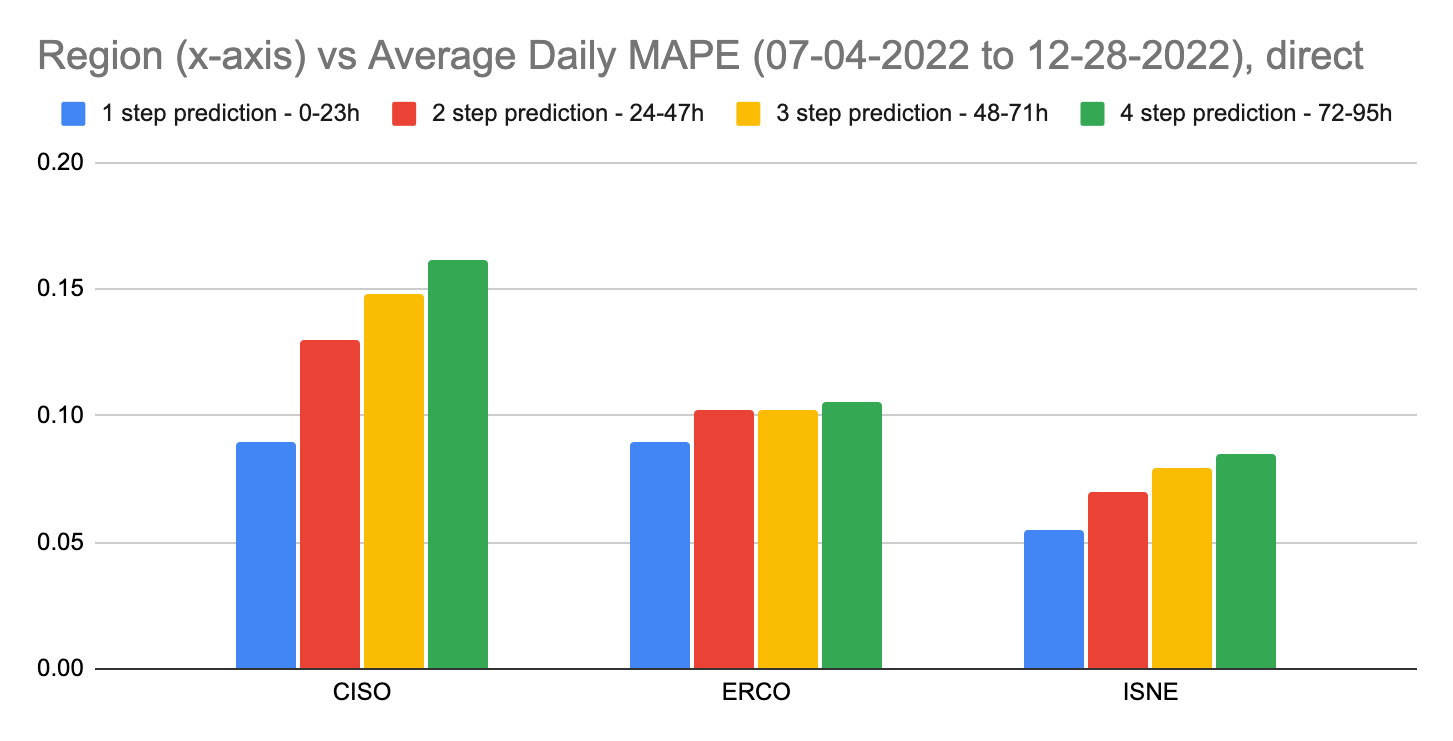 Region (x-axis) vs Average Daily MAPE (07-04-2022 to 12-28-2022), direct
1 step prediction - 0-23h 2 step prediction - 24-47h 3 step prediction - 48-71h 4 step prediction - 72-95h
0.20
0.15
0.10
0.05
0.00
CISO ERCO ISNE